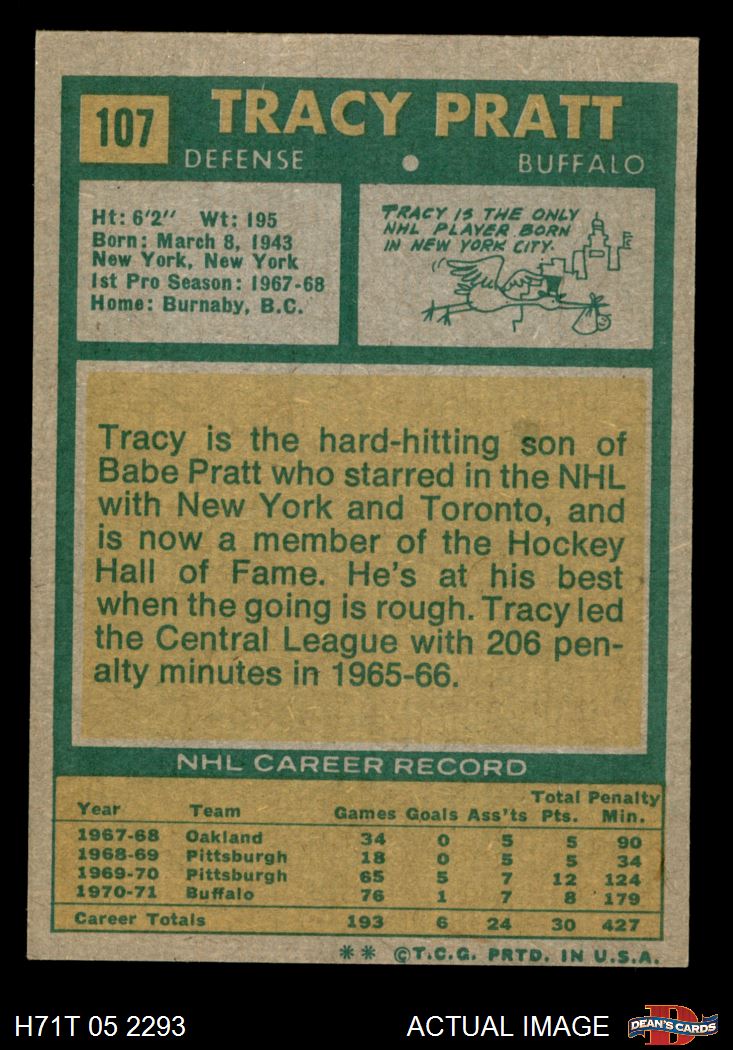 107
TRACY PRATT
DEFENSE • BUFFALO
Ht: 6'2" Wt: 195
Born: March 8, 1943
New York, New York
1st Pro Season: 1967-68
Home: Burnaby, B.C.
TRACY IS THE ONLY
NHL PLAYER BORN
IN NEW YORK CITY.
Tracy is the hard-hitting son of
Babe Pratt who starred in the NHL
with New York and Toronto, and
is now a member of the Hockey
Hall of Fame. He's at his best
when the going is rough. Tracy led
the Central League with 206 pen-
alty minutes in 1965-66.
NHL CAREER RECORD
Total Penalty
Year Team Games Goals Ass'ts Pts. Min.
1967-68 Oakland 34 0 5 5 90
1968-69 Pittsburgh 18 0 5 5 34
1969-70 Pittsburgh 65 5 7 12 124
1970-71 Buffalo 76 1 7 8 179
Career Totals 193 6 24 30 427
** ©T.C.G. PRTD. IN U.S.A.
H71T 05 2293 ACTUAL IMAGE
D
DEAN'S CARDS